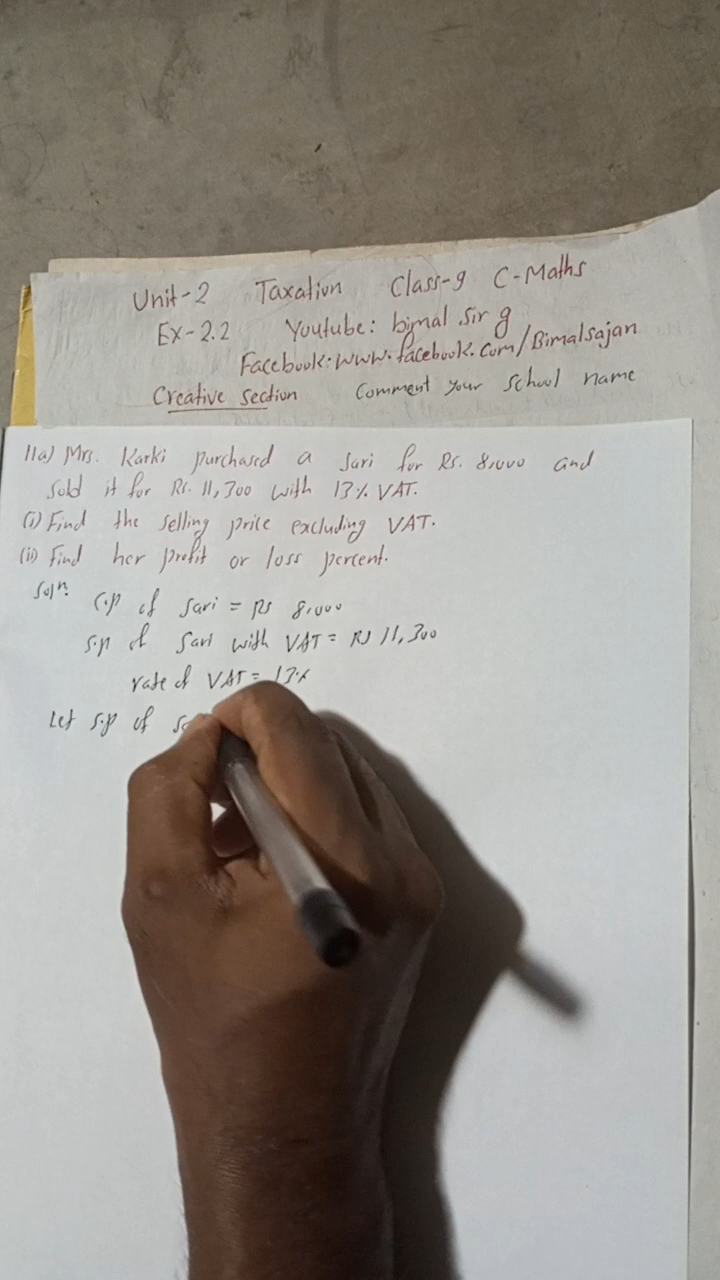 Unit-2 Taxation Class-9 C-Maths
Ex-2.2 Youtube: bimal sir g
Facebook: www.facebook.com/Bimalsajan
Creative section Comment your school name
11a) Mrs. Karki purchased a sari for Rs. 8,000 and
sold it for Rs. 11,300 with 13% VAT.
(i) Find the selling price excluding VAT.
(ii) Find her profit or loss percent.
Soln:
C.p of sari = Rs 8,000
S.p of sari with VAT = Rs 11,300
rate of VAT = 13%
Let s.p of